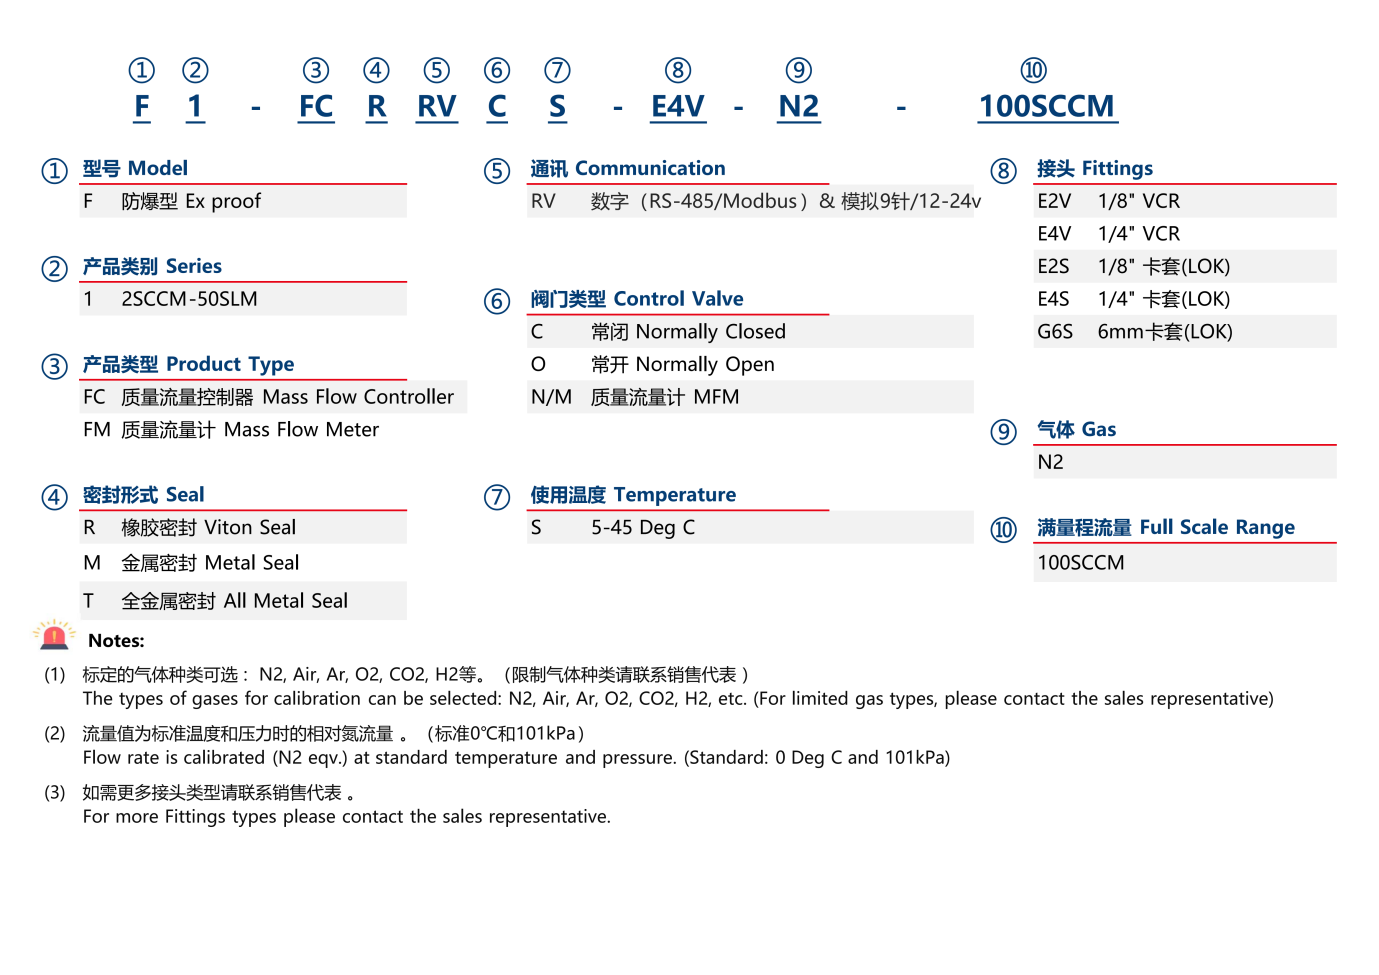 ① ② ③ ④ ⑤ ⑥ ⑦ ⑧ ⑨ ⑩
F 1 - FC R RV C S - E4V - N2 - 100SCCM
① 型号 Model
F 防爆型 Ex proof
② 产品类别 Series
1 2SCCM-50SLM
③ 产品类型 Product Type
FC 质量流量控制器 Mass Flow Controller
FM 质量流量计 Mass Flow Meter
④ 密封形式 Seal
R 橡胶密封 Viton Seal
M 金属密封 Metal Seal
T 全金属密封 All Metal Seal
⑤ 通讯 Communication
RV 数字（RS-485/Modbus）& 模拟9针/12-24v
⑥ 阀门类型 Control Valve
C 常闭 Normally Closed
O 常开 Normally Open
N/M 质量流量计 MFM
⑦ 使用温度 Temperature
S 5-45 Deg C
⑧ 接头 Fittings
E2V 1/8" VCR
E4V 1/4" VCR
E2S 1/8" 卡套(LOK)
E4S 1/4" 卡套(LOK)
G6S 6mm卡套(LOK)
⑨ 气体 Gas
N2
⑩ 满量程流量 Full Scale Range
100SCCM
Notes:
(1) 标定的气体种类可选：N2, Air, Ar, O2, CO2, H2等。（限制气体种类请联系销售代表）
The types of gases for calibration can be selected: N2, Air, Ar, O2, CO2, H2, etc. (For limited gas types, please contact the sales representative)
(2) 流量值为标准温度和压力时的相对氮流量 。（标准0℃和101kPa）
Flow rate is calibrated (N2 eqv.) at standard temperature and pressure. (Standard: 0 Deg C and 101kPa)
(3) 如需更多接头类型请联系销售代表 。
For more Fittings types please contact the sales representative.